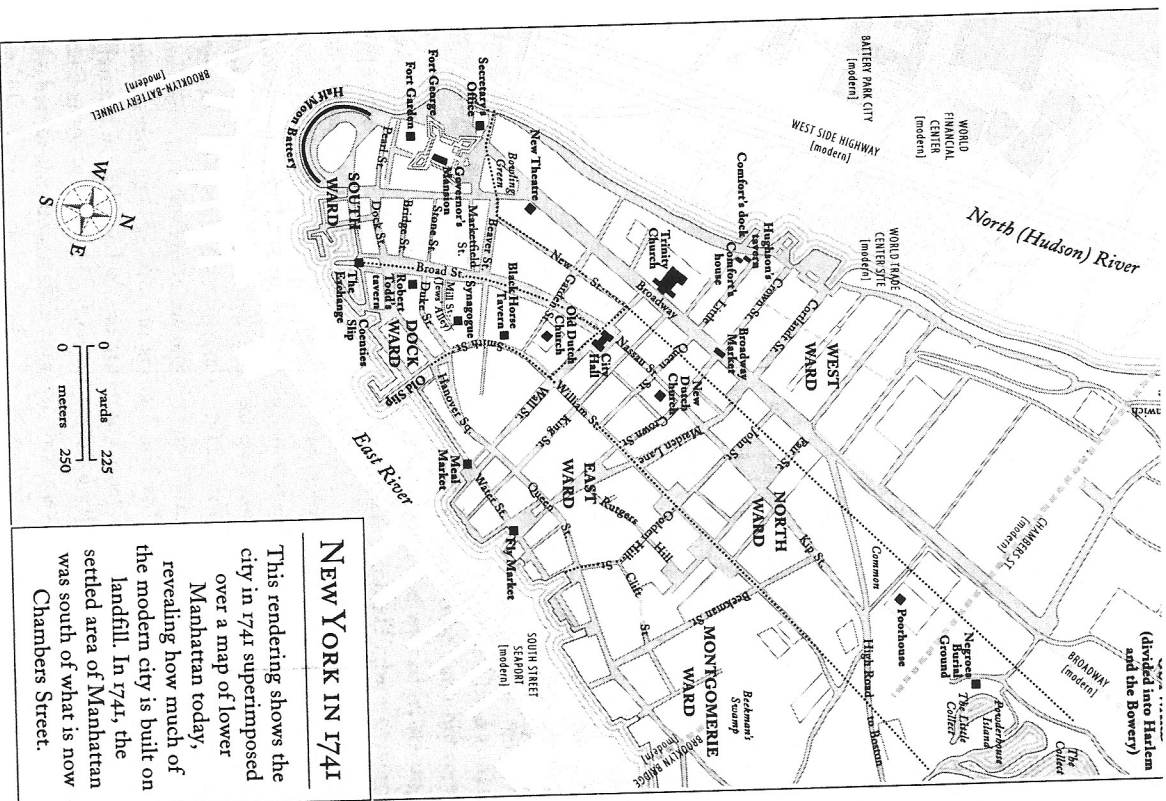 NEW YORK IN 1741
This rendering shows the
city in 1741 superimposed
over a map of lower
Manhattan today,
revealing how much of
the modern city is built on
landfill. In 1741, the
settled area of Manhattan
was south of what is now
Chambers Street.
North (Hudson) River
East River
BROOKLYN-BATTERY TUNNEL
[modern]
BATTERY PARK CITY
[modern]
WEST SIDE HIGHWAY
[modern]
WORLD
FINANCIAL
CENTER
[modern]
WORLD TRADE
CENTER SITE
[modern]
CHAMBERS ST.
[modern]
BROADWAY
[modern]
(divided into Harlem
and the Bowery)
SOUTH STREET
SEAPORT
[modern]
BROOKLYN BRIDGE
[modern]
Half Moon Battery
Fort Garden
Fort George
Secretary's
Office
Governor's
Mansion
Bowling
Green
New Theatre
Pearl St.
SOUTH
WARD
Dock St.
Bridge St.
Stone St.
Marketfield
St.
Beaver St.
Broad St.
New St.
Garden St.
The
Exchange
Robert
Todd's
tavern
Duke St.
Mill St.
(Jews' Alley)
Synagogue
Black Horse
Tavern
Old Dutch
Church
City
Hall
Coenties
Slip
DOCK
WARD
Old Slip
Smith St.
Hanover Sq.
Wall St.
William St.
King St.
Trinity
Church
Broadway
Nassau St.
New
Dutch
Church
Queen St.
Little
Crown St.
Crown St.
Maiden Lane
John St.
Fair St.
Comfort's dock
Comfort's
house
Hughson's
tavern
Broadway
Market
Cortlandt St.
WEST
WARD
EAST
WARD
NORTH
WARD
MONTGOMERIE
WARD
Meal
Market
Water St.
Queen St.
Fly Market
Rutgers Hill
Golden Hill St.
Cliff St.
Beekman St.
Kip St.
Common
Poorhouse
High Road to Boston
Beekman's
Swamp
Negroes
Burial
Ground
The Little
Collect
Powderhouse
Island
The
Collect
W
N
S
E
0 yards 225
0 meters 250